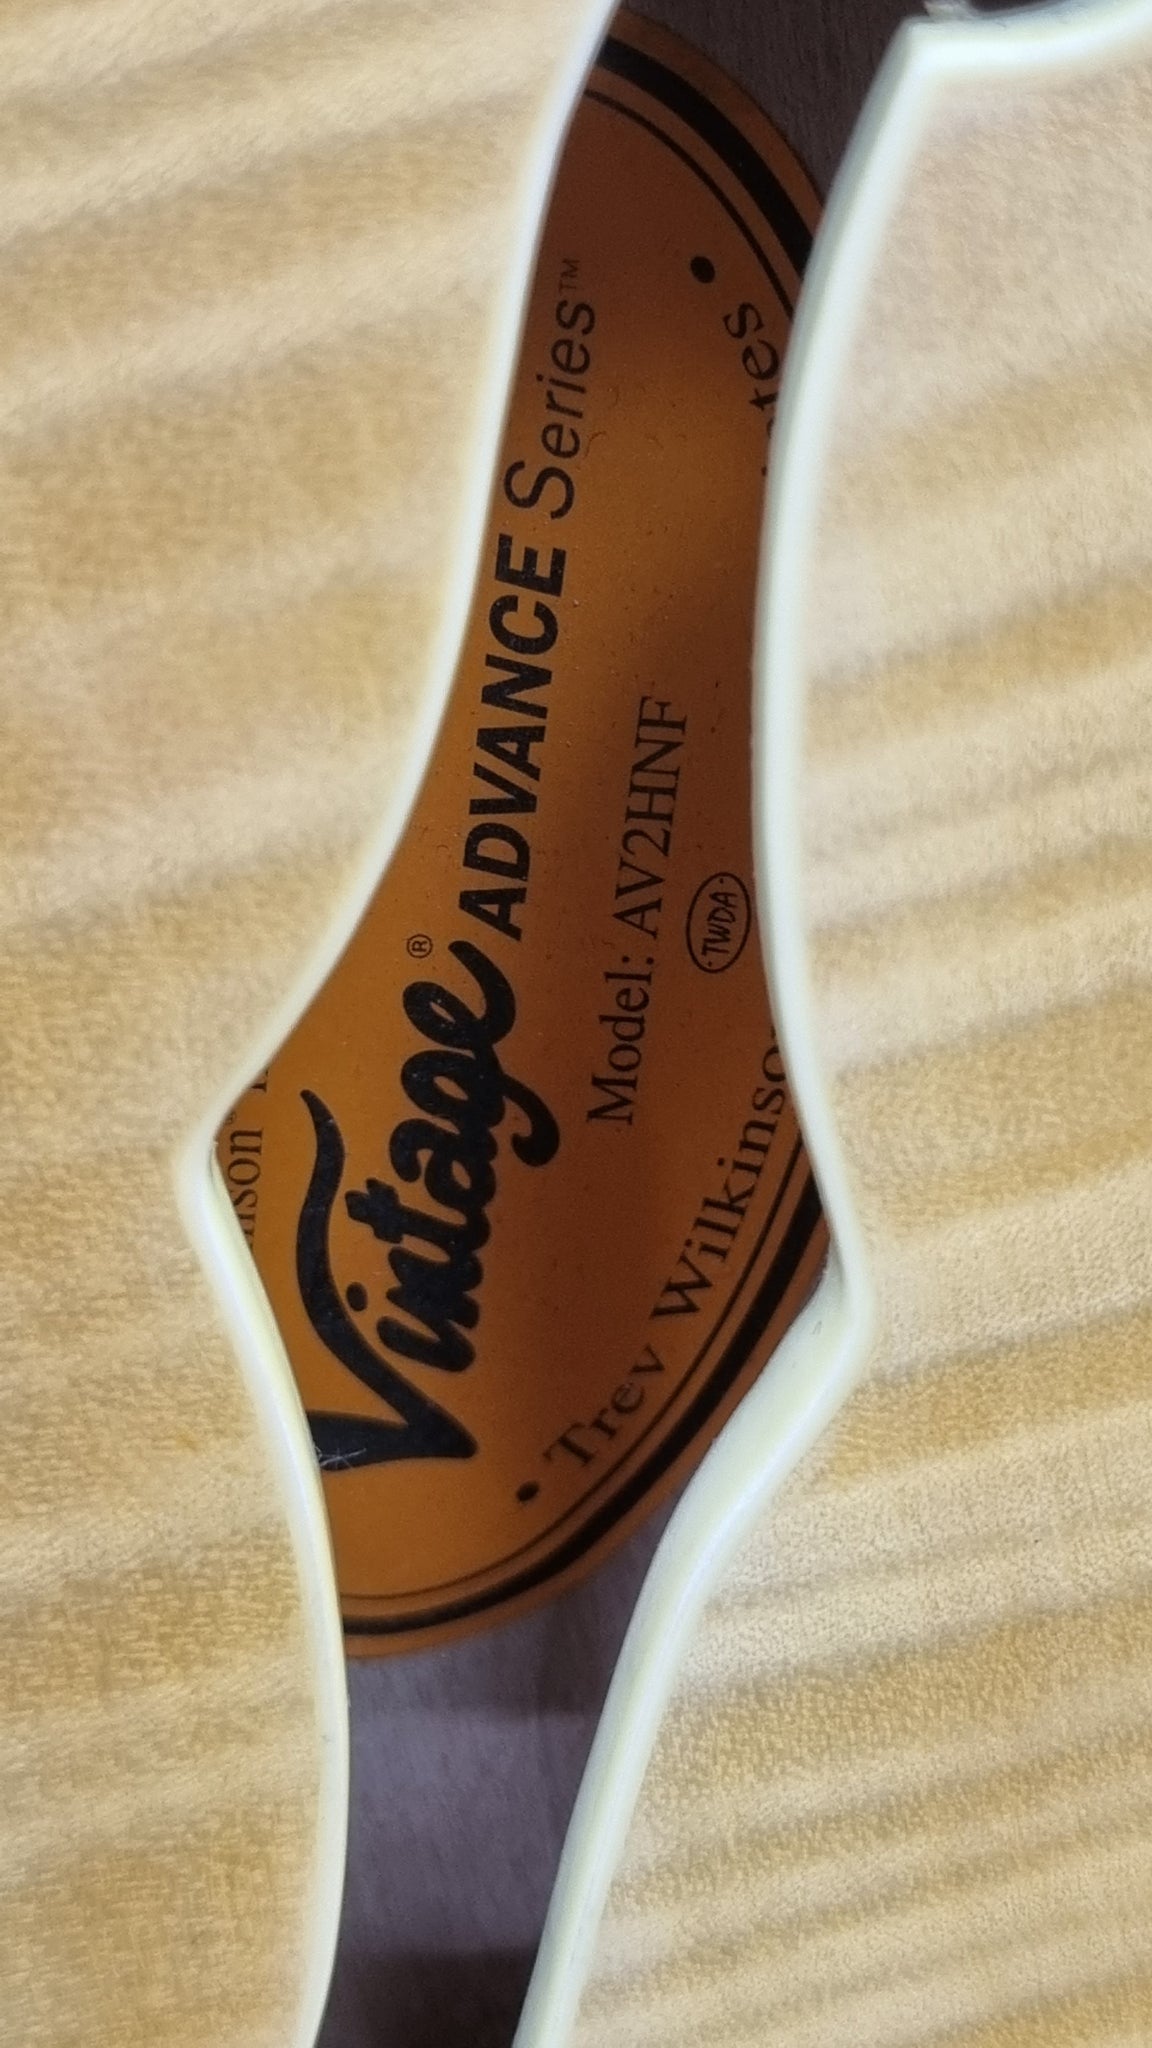 Vintage® ADVANCE Series™
Model: AV2HNF
TWDA
• Trev Wilkinson
•